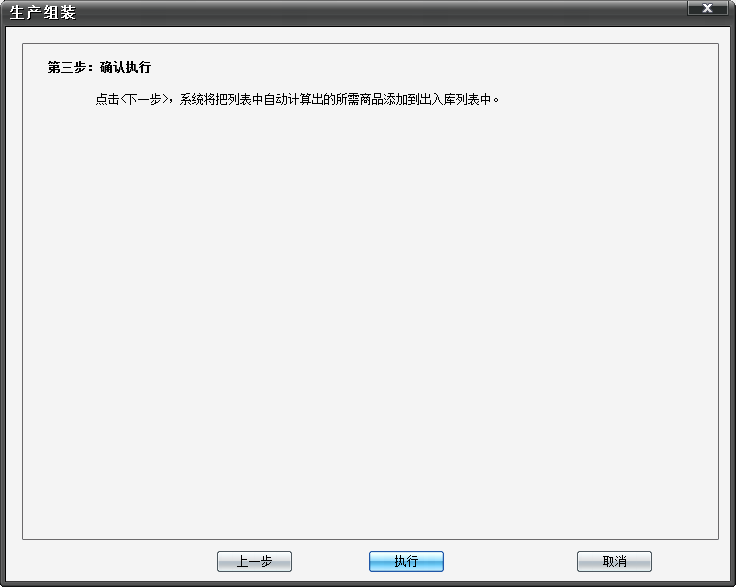 生产组装
X
第三步：确认执行
点击<下一步>，系统将把列表中自动计算出的所需商品添加到出入库列表中。
上一步
执行
取消